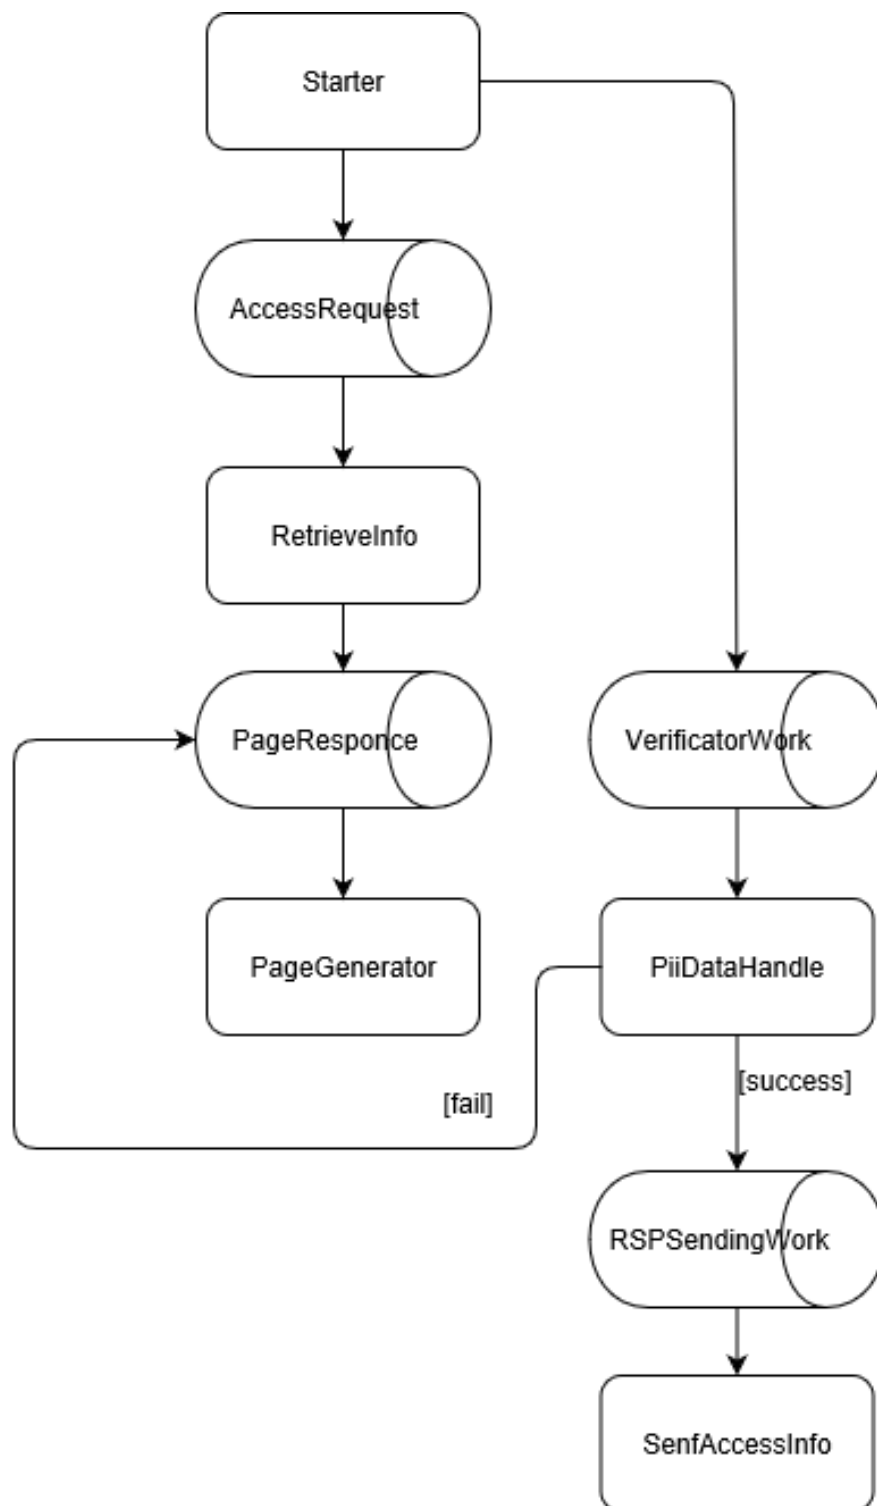 Starter
AccessRequest
RetrieveInfo
PageResponce
VerificatorWork
PageGenerator
PiiDataHandle
[success]
[fail]
RSPSendingWork
SenfAccessInfo